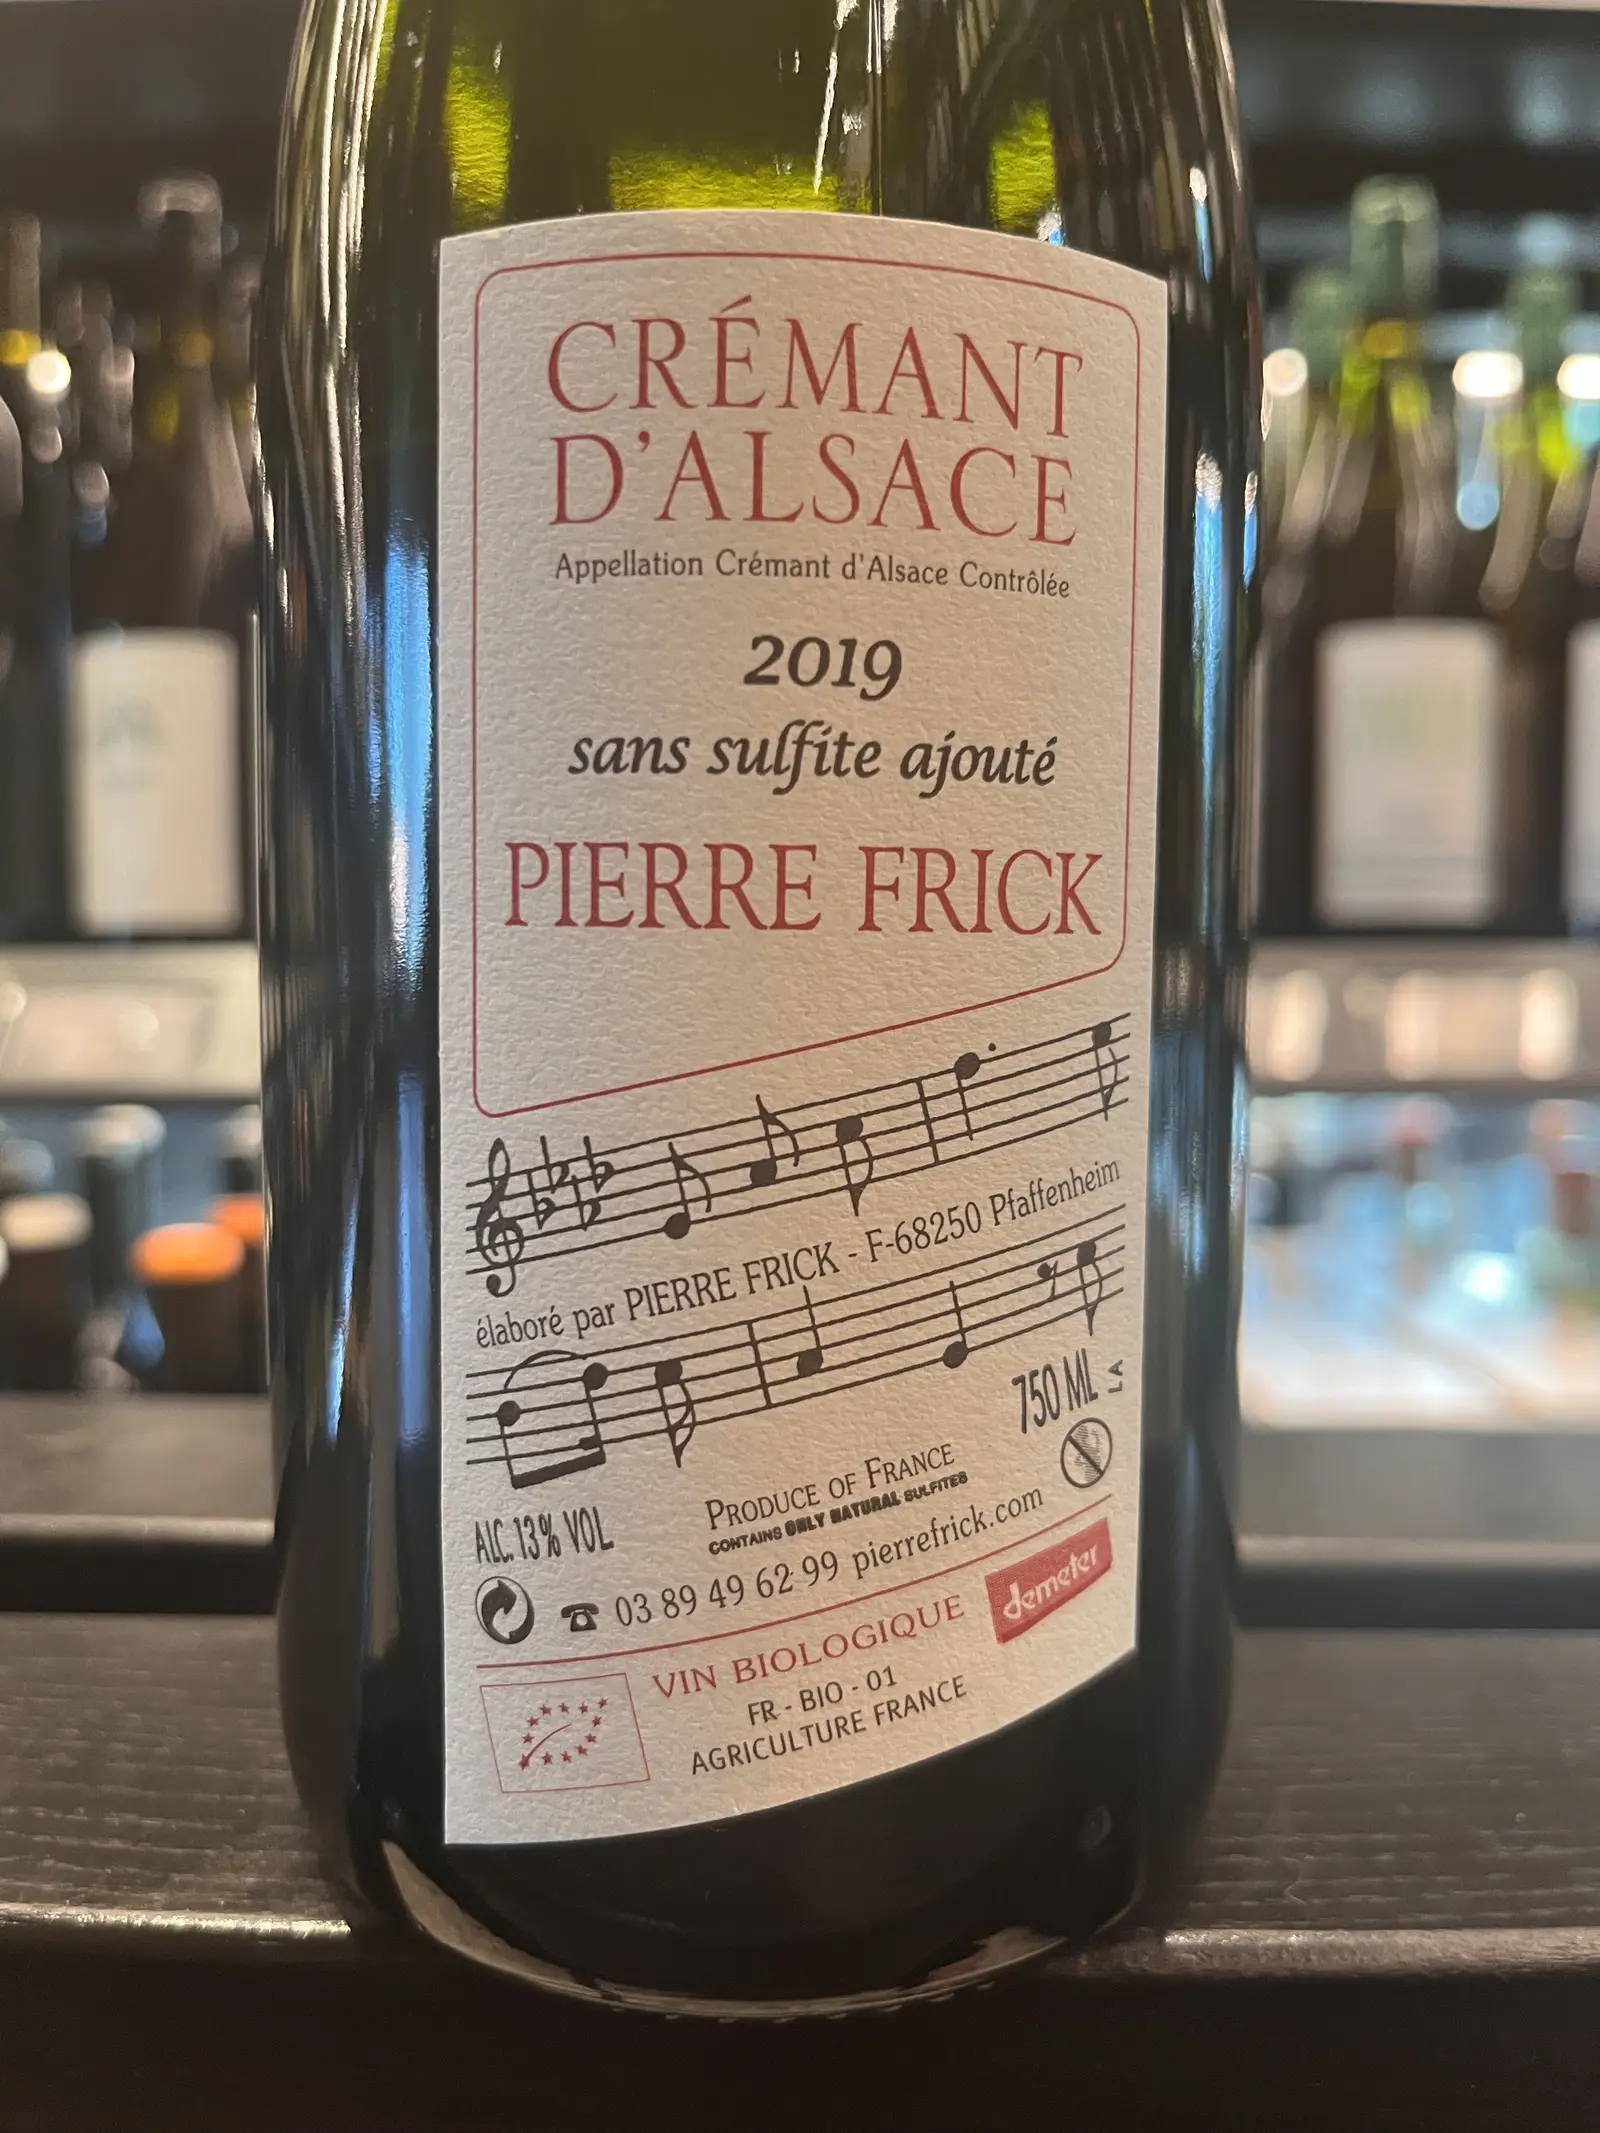 CRÉMANT
D'ALSACE
Appellation Crémant d'Alsace Contrôlée
2019
sans sulfite ajouté
PIERRE FRICK
élaboré par PIERRE FRICK - F-68250 Pfaffenheim
750 ML
LA
ALC. 13% VOL
PRODUCE OF FRANCE
CONTAINS ONLY NATURAL SULFITES
03 89 49 62 99 pierrefrick.com
VIN BIOLOGIQUE
demeter
FR - BIO - 01
AGRICULTURE FRANCE